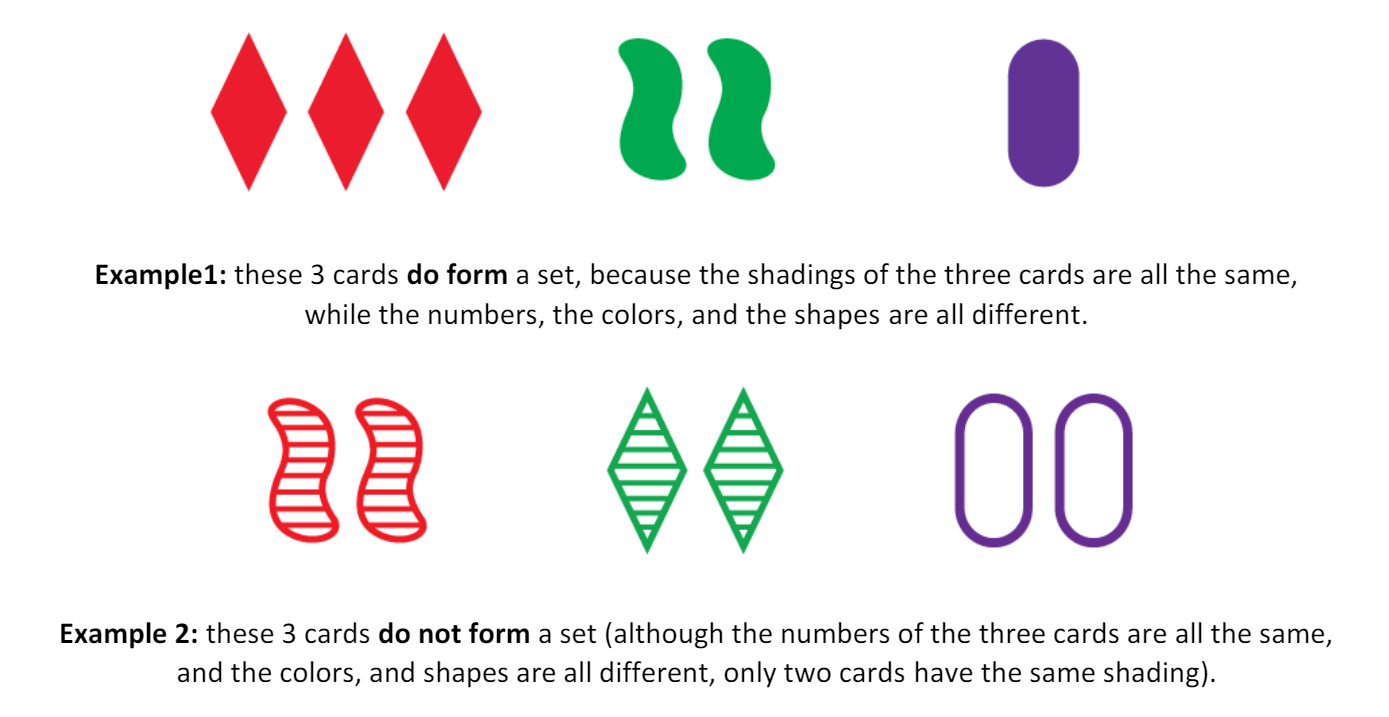 Example1: these 3 cards do form a set, because the shadings of the three cards are all the same,
while the numbers, the colors, and the shapes are all different.
Example 2: these 3 cards do not form a set (although the numbers of the three cards are all the same,
and the colors, and shapes are all different, only two cards have the same shading).